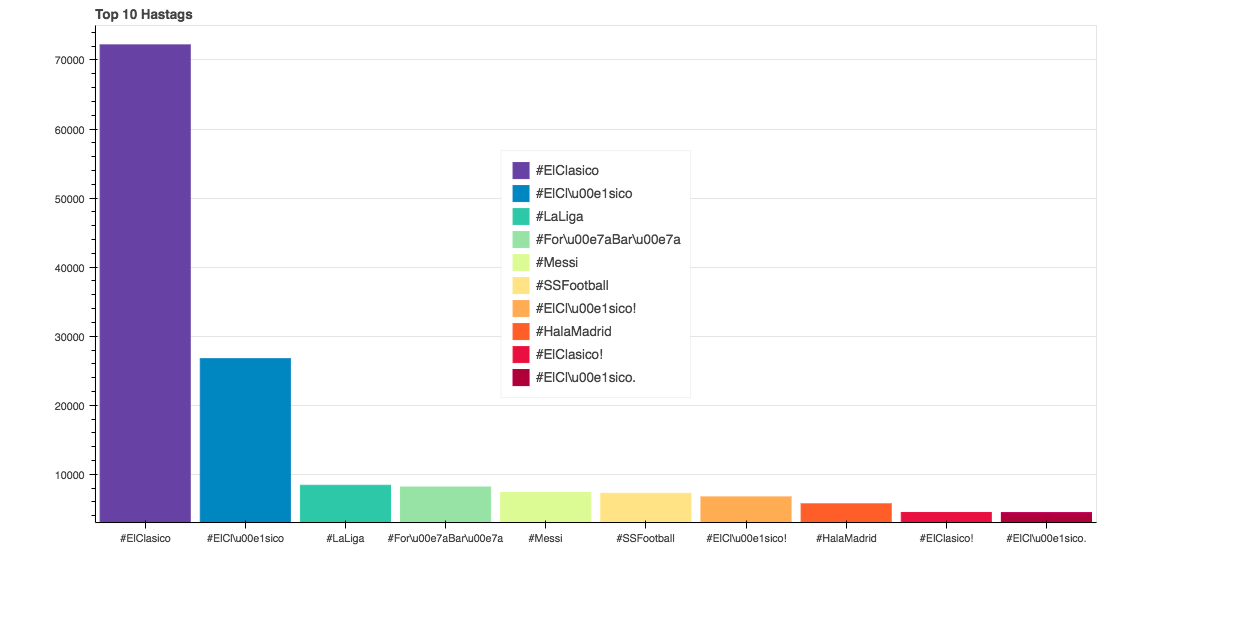 Top 10 Hastags
70000
60000
50000
40000
30000
20000
10000
#ElClasico
#ElCl\u00e1sico
#LaLiga
#For\u00e7aBar\u00e7a
#Messi
#SSFootball
#ElCl\u00e1sico!
#HalaMadrid
#ElClasico!
#ElCl\u00e1sico.
#ElClasico #ElCl\u00e1sico #LaLiga #For\u00e7aBar\u00e7a #Messi #SSFootball #ElCl\u00e1sico! #HalaMadrid #ElClasico! #ElCl\u00e1sico.